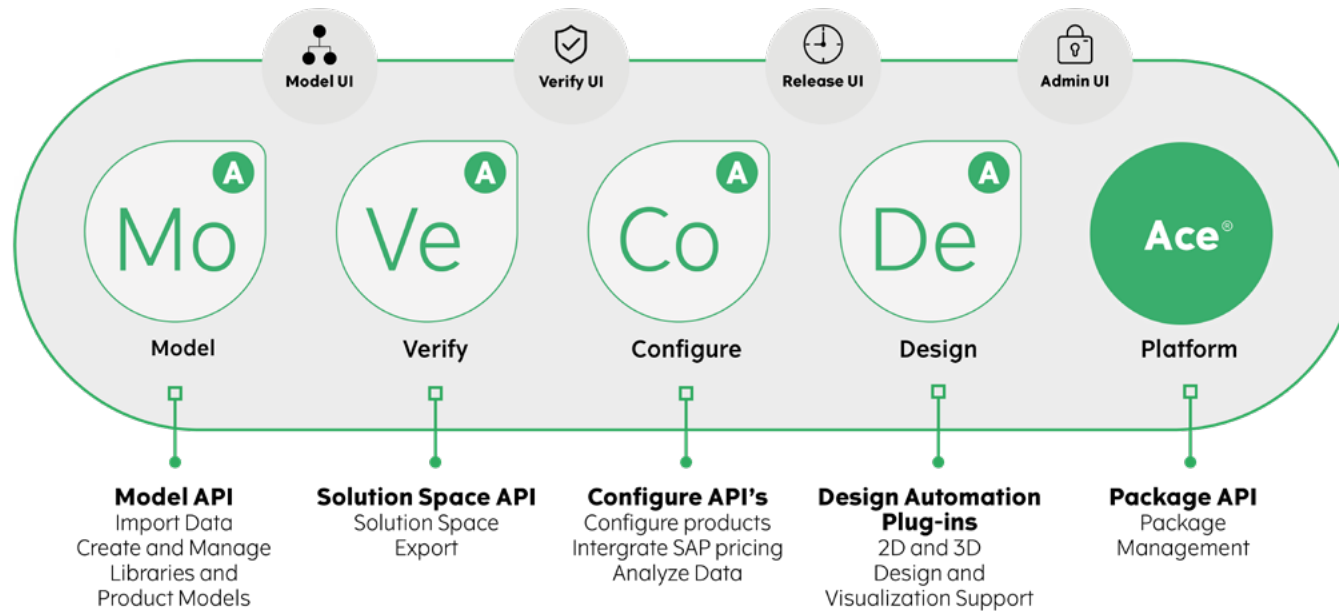 Model UI
Verify UI
Release UI
Admin UI
A
Mo
A
Ve
A
Co
A
De
Ace®
Model
Verify
Configure
Design
Platform
Model API
Import Data
Create and Manage
Libraries and
Product Models
Solution Space API
Solution Space
Export
Configure API's
Configure products
Intergrate SAP pricing
Analyze Data
Design Automation
Plug-ins
2D and 3D
Design and
Visualization Support
Package API
Package
Management